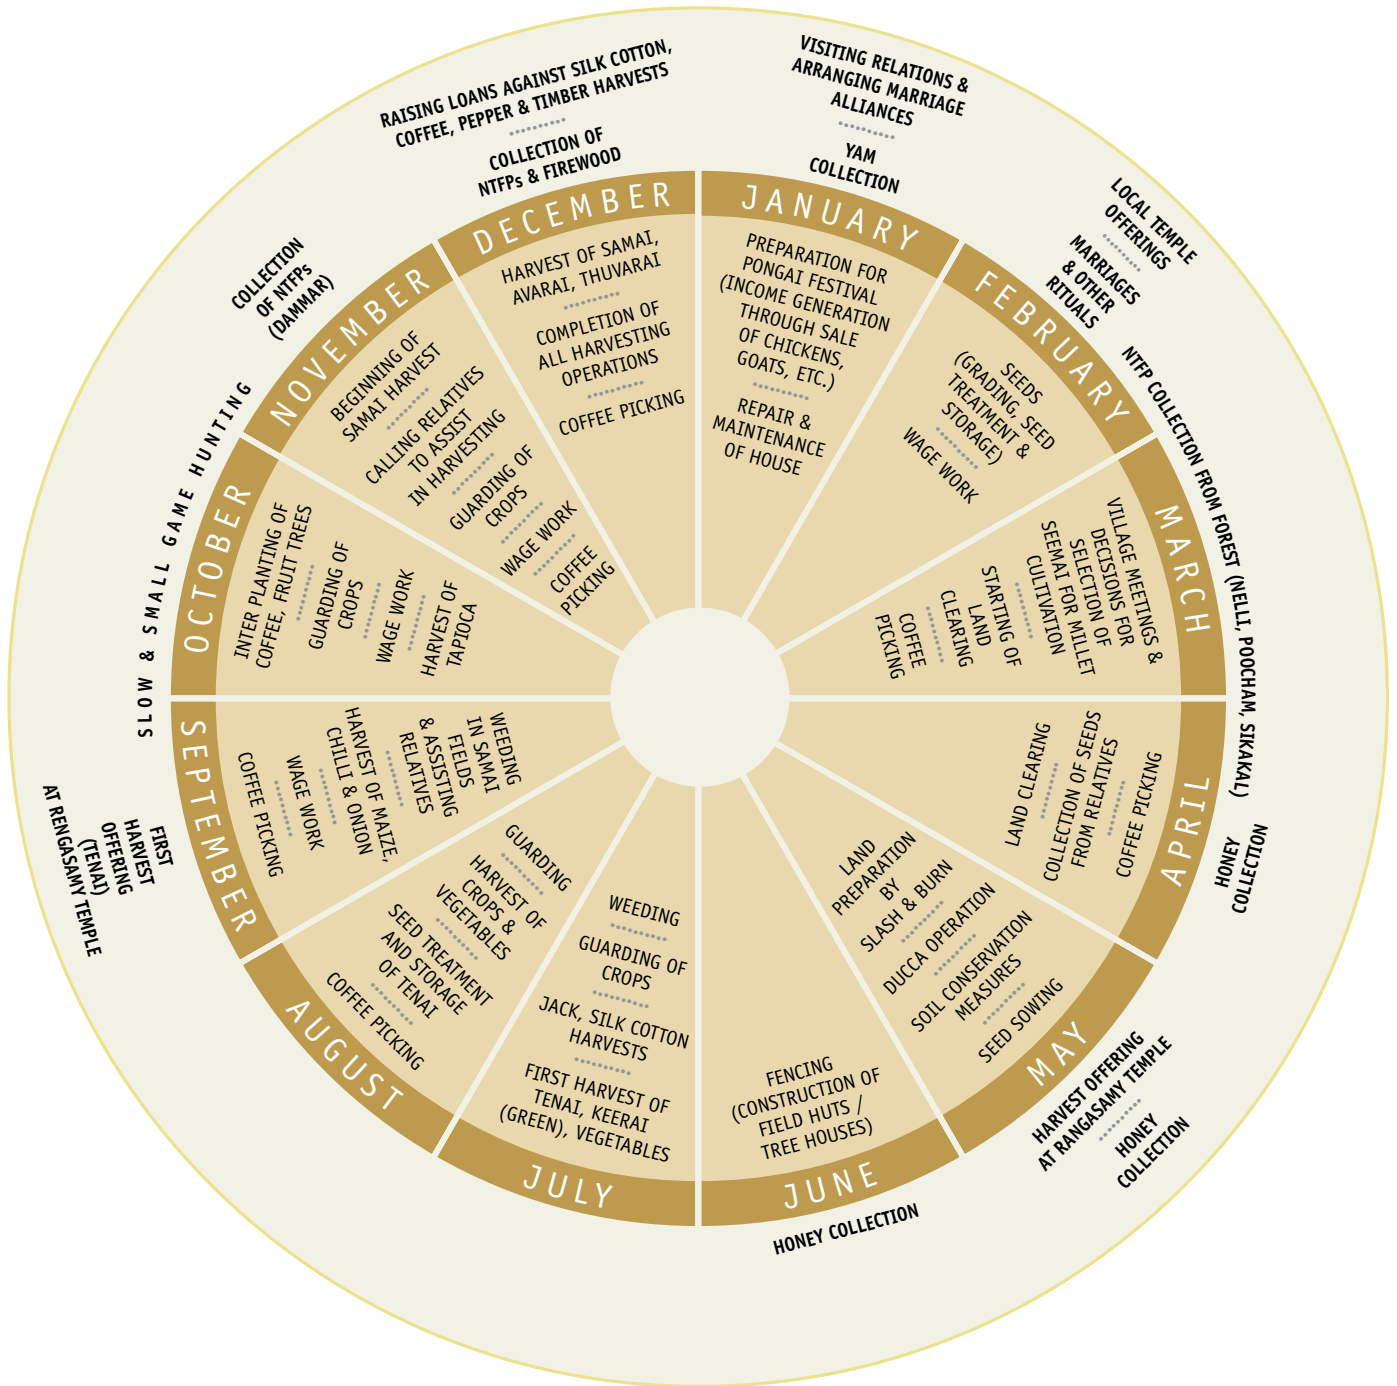 VISITING RELATIONS &
ARRANGING MARRIAGE
ALLIANCES
YAM
COLLECTION
JANUARY
PREPARATION FOR
PONGAI FESTIVAL
(INCOME GENERATION
THROUGH SALE
OF CHICKENS,
GOATS, ETC.)
REPAIR &
MAINTENANCE
OF HOUSE
LOCAL TEMPLE
OFFERINGS
MARRIAGES
& OTHER
RITUALS
FEBRUARY
SEEDS
(GRADING, SEED
TREATMENT &
STORAGE)
WAGE WORK
NTFP COLLECTION FROM FOREST (NELLI, POOCHAM, SIKAKAL)
MARCH
VILLAGE MEETINGS &
DECISIONS FOR
SELECTION OF
SEEMAI FOR MILLET
CULTIVATION
STARTING OF
LAND
CLEARING
COFFEE
PICKING
HONEY
COLLECTION
APRIL
LAND CLEARING
COLLECTION OF SEEDS
FROM RELATIVES
COFFEE PICKING
LAND
PREPARATION
BY
SLASH & BURN
DUCCA OPERATION
SOIL CONSERVATION
MEASURES
SEED SOWING
MAY
HARVEST OFFERING
AT RANGASAMY TEMPLE
HONEY
COLLECTION
FENCING
(CONSTRUCTION OF
FIELD HUTS /
TREE HOUSES)
JUNE
HONEY COLLECTION
WEEDING
GUARDING OF
CROPS
JACK, SILK COTTON
HARVESTS
FIRST HARVEST OF
TENAI, KEERAI
(GREEN), VEGETABLES
JULY
GUARDING
HARVEST OF
CROPS &
VEGETABLES
SEED TREATMENT
AND STORAGE
OF TENAI
COFFEE PICKING
AUGUST
WEEDING
IN SAMAI
FIELDS
& ASSISTING
RELATIVES
HARVEST OF MAIZE,
CHILLI & ONION
WAGE WORK
COFFEE PICKING
SEPTEMBER
FIRST
HARVEST
OFFERING
(TENAI)
AT RENGASAMY TEMPLE
SLOW & SMALL GAME HUNTING
OCTOBER
INTER PLANTING OF
COFFEE, FRUIT TREES
GUARDING OF
CROPS
WAGE WORK
HARVEST OF
TAPIOCA
COLLECTION
OF NTFPs
(DAMMAR)
NOVEMBER
BEGINNING OF
SAMAI HARVEST
CALLING RELATIVES
TO ASSIST
IN HARVESTING
GUARDING OF
CROPS
WAGE WORK
COFFEE
PICKING
RAISING LOANS AGAINST SILK COTTON,
COFFEE, PEPPER & TIMBER HARVESTS
COLLECTION OF
NTFPs & FIREWOOD
DECEMBER
HARVEST OF SAMAI,
AVARAI, THUVARAI
COMPLETION OF
ALL HARVESTING
OPERATIONS
COFFEE PICKING